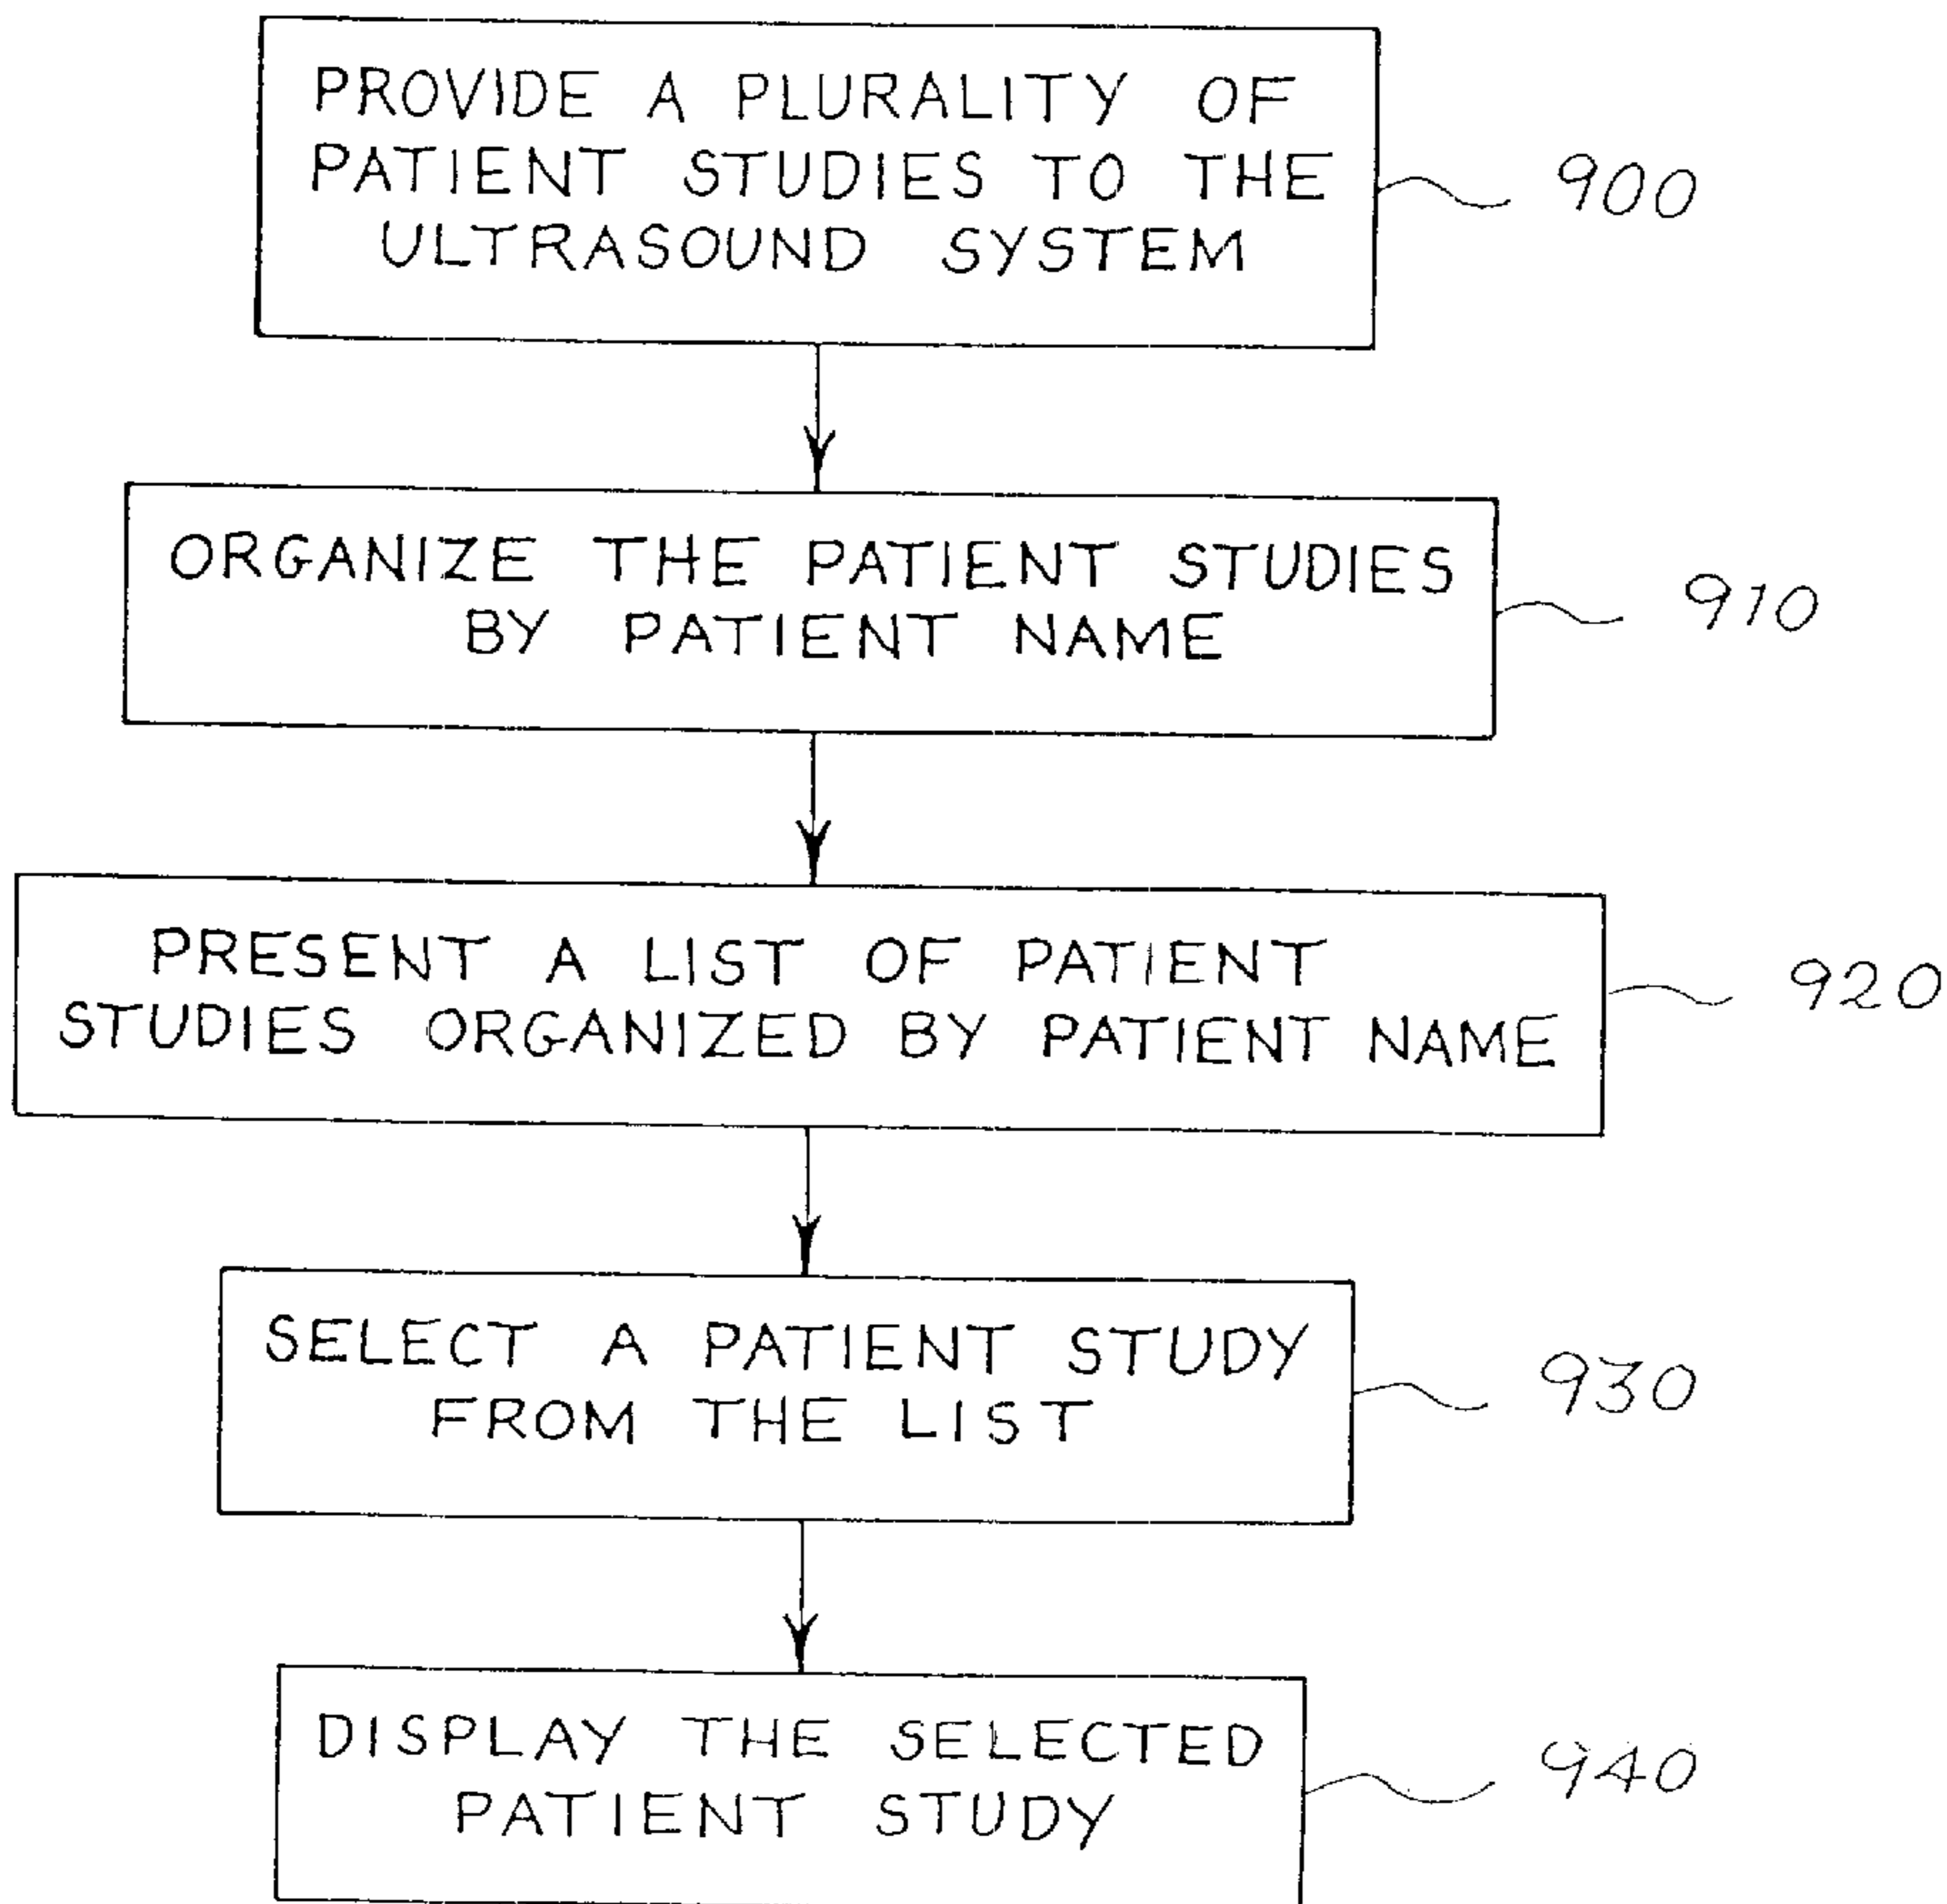 PROVIDE A PLURALITY OF
PATIENT STUDIES TO THE
ULTRASOUND SYSTEM
900
ORGANIZE THE PATIENT STUDIES
BY PATIENT NAME
910
PRESENT A LIST OF PATIENT
STUDIES ORGANIZED BY PATIENT NAME
920
SELECT A PATIENT STUDY
FROM THE LIST
930
DISPLAY THE SELECTED
PATIENT STUDY
940